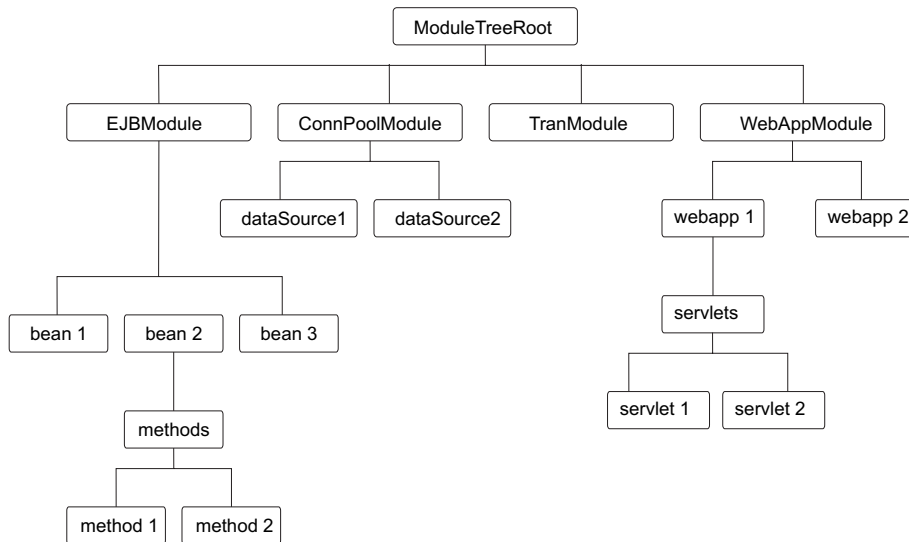 ModuleTreeRoot
EJBModule
ConnPoolModule
TranModule
WebAppModule
dataSource1
dataSource2
webapp 1
webapp 2
servlets
bean 1
bean 2
bean 3
servlet 1
servlet 2
methods
method 1
method 2